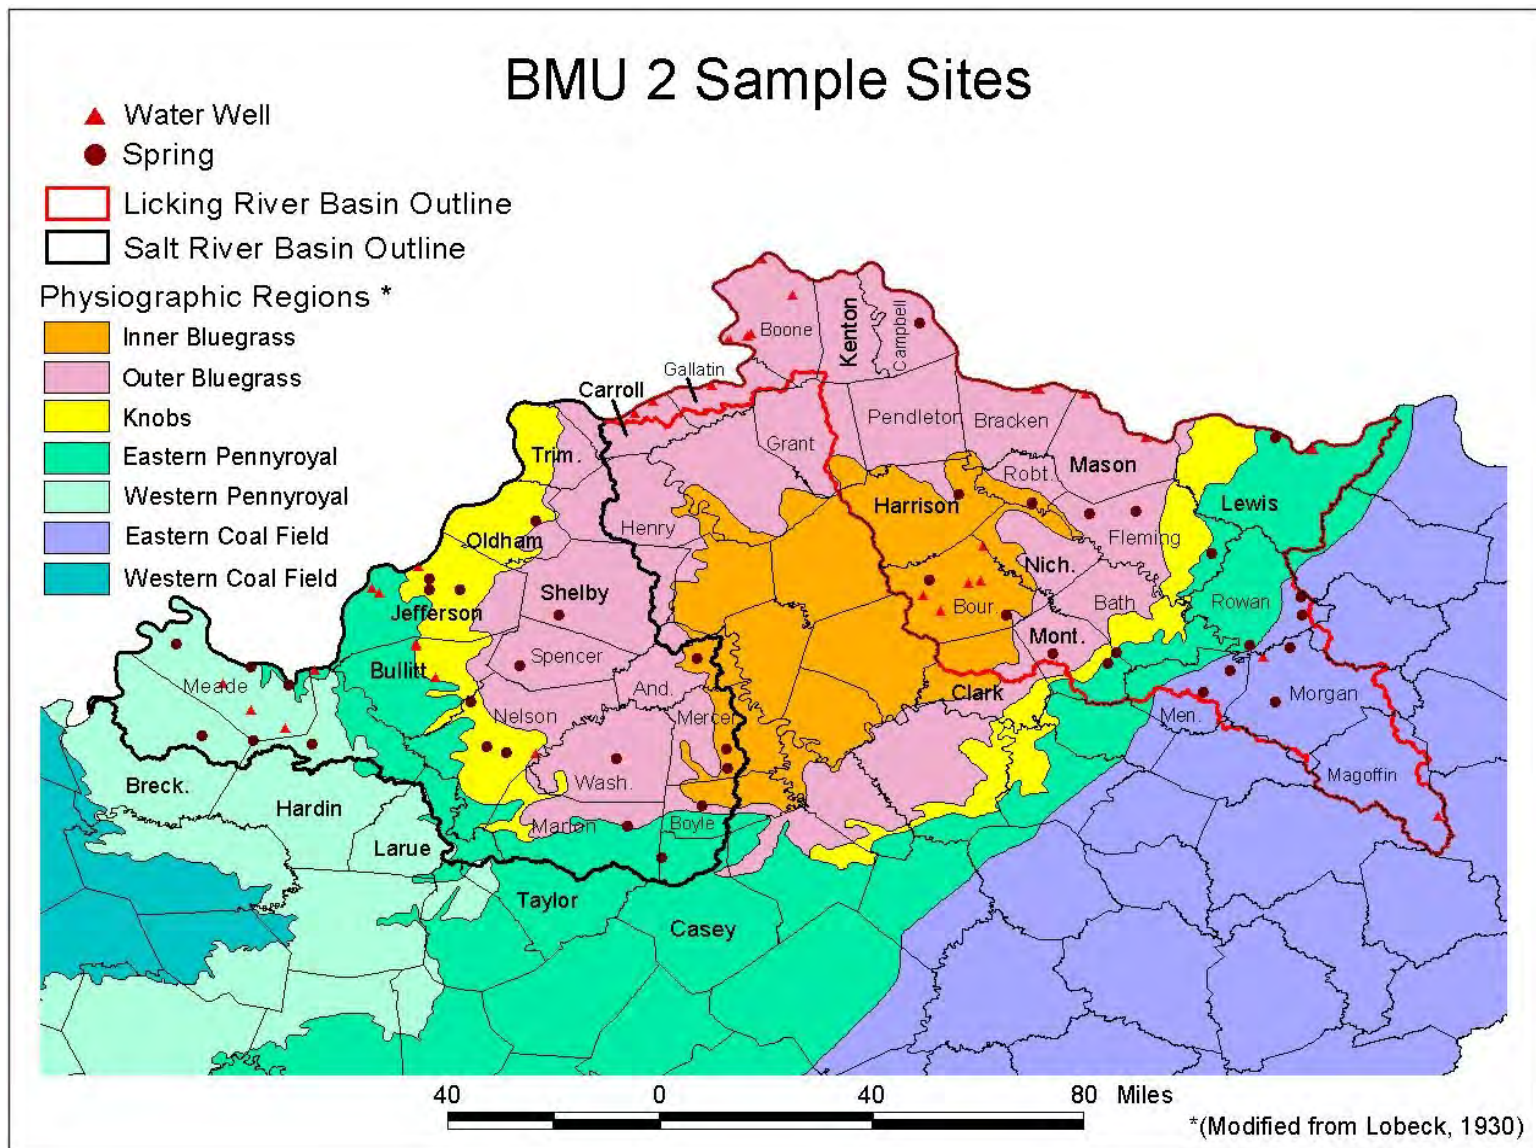 BMU 2 Sample Sites
Water Well
Spring
Licking River Basin Outline
Salt River Basin Outline
Physiographic Regions *
Inner Bluegrass
Outer Bluegrass
Knobs
Eastern Pennyroyal
Western Pennyroyal
Eastern Coal Field
Western Coal Field
Boone
Kenton
Campbell
Gallatin
Carroll
Pendleton
Bracken
Grant
Trim.
Robt.
Mason
Harrison
Lewis
Henry
Oldham
Fleming
Nich.
Shelby
Jefferson
Bour.
Bath
Rowan
Mont.
Spencer
Bullitt
Meade
And.
Clark
Morgan
Nelson
Mercer
Men.
Magoffin
Breck.
Wash.
Hardin
Marion
Boyle
Larue
Taylor
Casey
40 0 40 80 Miles
*(Modified from Lobeck, 1930)